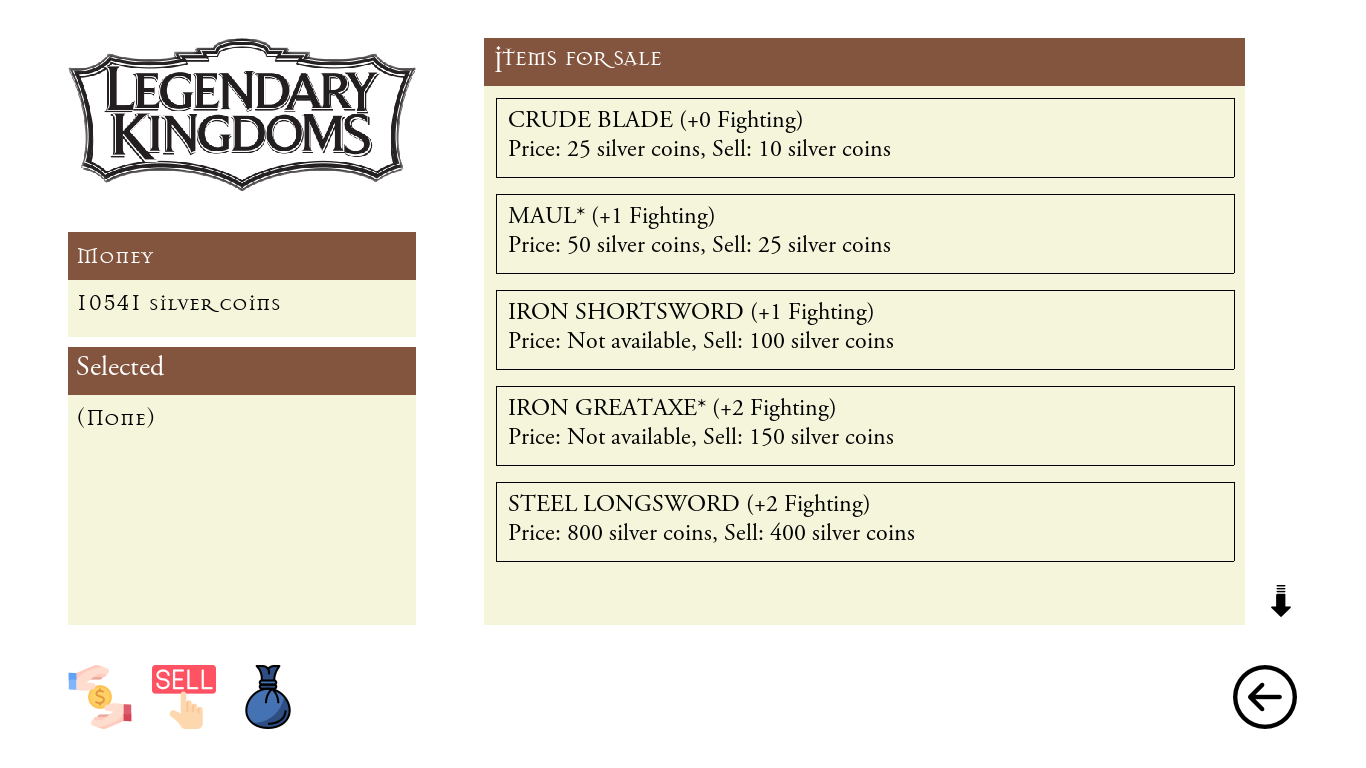 LEGENDARY
KINGDOMS
Money
10541 silver coins
Selected
(None)
Items for sale
CRUDE BLADE (+0 Fighting)
Price: 25 silver coins, Sell: 10 silver coins
MAUL* (+1 Fighting)
Price: 50 silver coins, Sell: 25 silver coins
IRON SHORTSWORD (+1 Fighting)
Price: Not available, Sell: 100 silver coins
IRON GREATAXE* (+2 Fighting)
Price: Not available, Sell: 150 silver coins
STEEL LONGSWORD (+2 Fighting)
Price: 800 silver coins, Sell: 400 silver coins
$
SELL